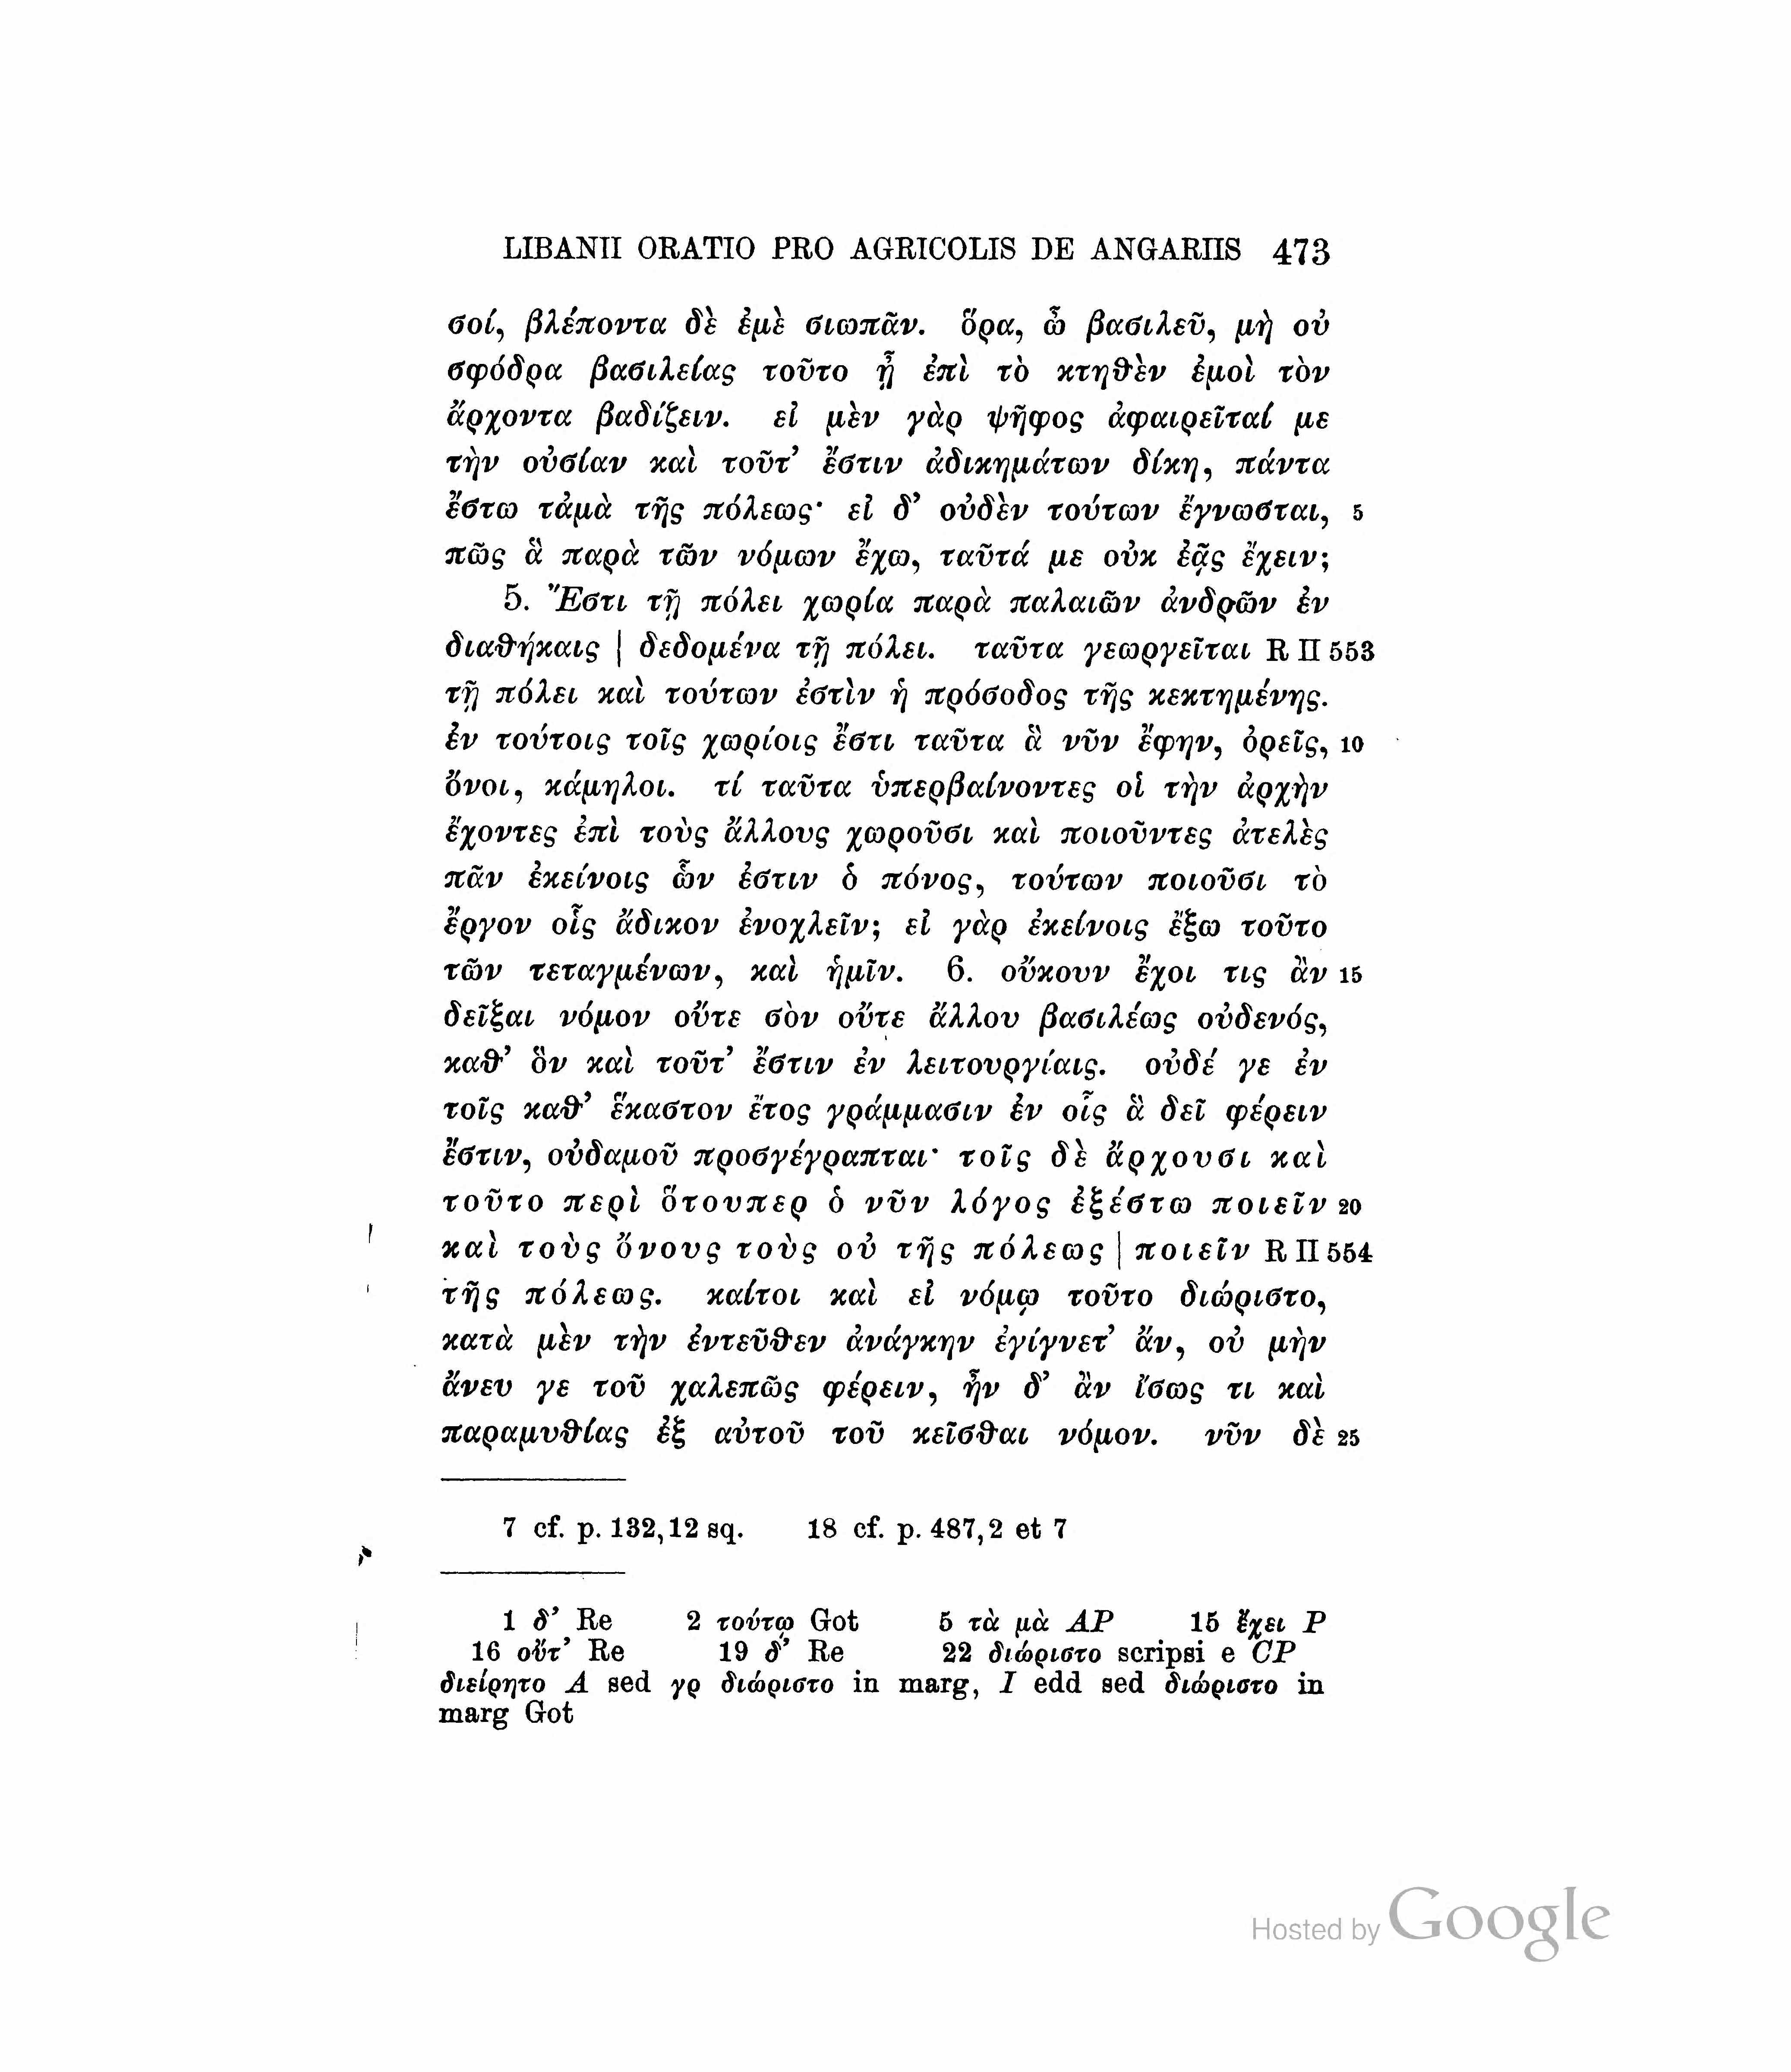 LIBANII ORATIO PRO AGRICOLIS DE ANGARIIS 473
σοί, βλέποντα δὲ ἐμὲ σιωπᾶν. ὅρα, ὦ βασιλεῦ, μὴ οὐ
σφόδρα βασιλείας τοῦτο ᾖ ἐπὶ τὸ κτηθὲν ἐμοὶ τὸν
ἄρχοντα βαδίζειν. εἰ μὲν γὰρ ψῆφος ἀφαιρεῖταί με
τὴν οὐσίαν καὶ τοῦτ’ ἔστιν ἀδικημάτων δίκη, πάντα
ἔστω τἀμὰ τῆς πόλεως· εἰ δ’ οὐδὲν τούτων ἔγνωσται, 5
πῶς ἃ παρὰ τῶν νόμων ἔχω, ταῦτά με οὐκ ἐᾷς ἔχειν;
5. Ἔστι τῇ πόλει χωρία παρὰ παλαιῶν ἀνδρῶν ἐν
διαθήκαις | δεδομένα τῇ πόλει. ταῦτα γεωργεῖται R II 553
τῇ πόλει καὶ τούτων ἐστὶν ἡ πρόσοδος τῆς κεκτημένης.
ἐν τούτοις τοῖς χωρίοις ἔστι ταῦτα ἃ νῦν ἔφην, ὀρεῖς, 10
ὄνοι, κάμηλοι. τί ταῦτα ὑπερβαίνοντες οἱ τὴν ἀρχὴν
ἔχοντες ἐπὶ τοὺς ἄλλους χωροῦσι καὶ ποιοῦντες ἀτελὲς
πᾶν ἐκείνοις ὧν ἐστιν ὁ πόνος, τούτων ποιοῦσι τὸ
ἔργον οἷς ἄδικον ἐνοχλεῖν; εἰ γὰρ ἐκείνοις ἔξω τοῦτο
τῶν τεταγμένων, καὶ ἡμῖν. 6. οὔκουν ἔχοι τις ἂν 15
δεῖξαι νόμον οὔτε σὸν οὔτε ἄλλου βασιλέως οὐδενός,
καθ’ ὃν καὶ τοῦτ’ ἔστιν ἐν λειτουργίαις. οὐδέ γε ἐν
τοῖς καθ’ ἕκαστον ἔτος γράμμασιν ἐν οἷς ἃ δεῖ φέρειν
ἔστιν, οὐδαμοῦ προσγέγραπται· τοῖς δὲ ἄρχουσι καὶ
τοῦτο περὶ ὅτουπερ ὁ νῦν λόγος ἐξέστω ποιεῖν 20
καὶ τοὺς ὄνους τοὺς οὐ τῆς πόλεως | ποιεῖν R II 554
τῆς πόλεως. καίτοι καὶ εἰ νόμῳ τοῦτο διώριστο,
κατὰ μὲν τὴν ἐντεῦθεν ἀνάγκην ἐγίγνετ’ ἄν, οὐ μὴν
ἄνευ γε τοῦ χαλεπῶς φέρειν, ἦν δ’ ἂν ἴσως τι καὶ
παραμυθίας ἐξ αὐτοῦ τοῦ κεῖσθαι νόμον. νῦν δὲ 25
7 cf. p. 132,12 sq. 18 cf. p. 487,2 et 7
1 δ’ Re 2 τούτῳ Got 5 τὰ μὰ AP 15 ἔχει P
16 οὔτ’ Re 19 δ’ Re 22 διώριστο scripsi e CP
διείρητο A sed γρ διώριστο in marg, I edd sed διώριστο in
marg Got
Hosted by Google